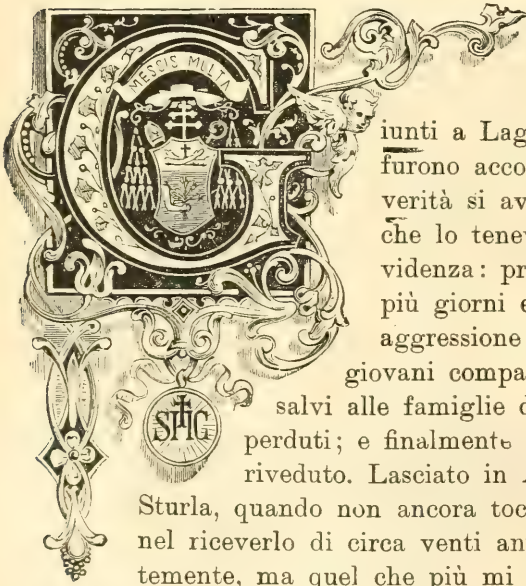 MESSIS MULTA
G
iunti a Lag
furono acco
verità si av
che lo tenev
videnza: pr
più giorni e
aggressione
giovani compa
salvi alle famiglie d
perduti; e finalmente
riveduto. Lasciato in
Sturla, quando non ancora toc
nel riceverlo di circa venti an
temente, ma quel che più mi